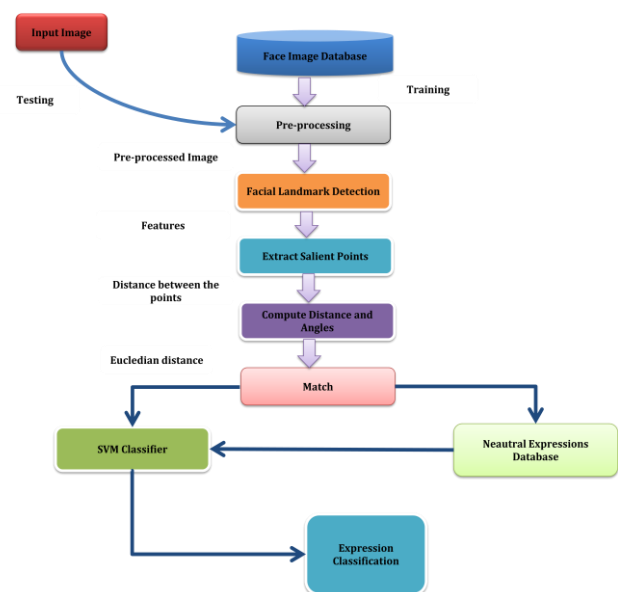 Input Image
Face Image Database
Testing
Training
Pre-processing
Pre-processed Image
Facial Landmark Detection
Features
Extract Salient Points
Distance between the
points
Compute Distance and
Angles
Eucledian distance
Match
SVM Classifier
Neautral Expressions
Database
Expression
Classification